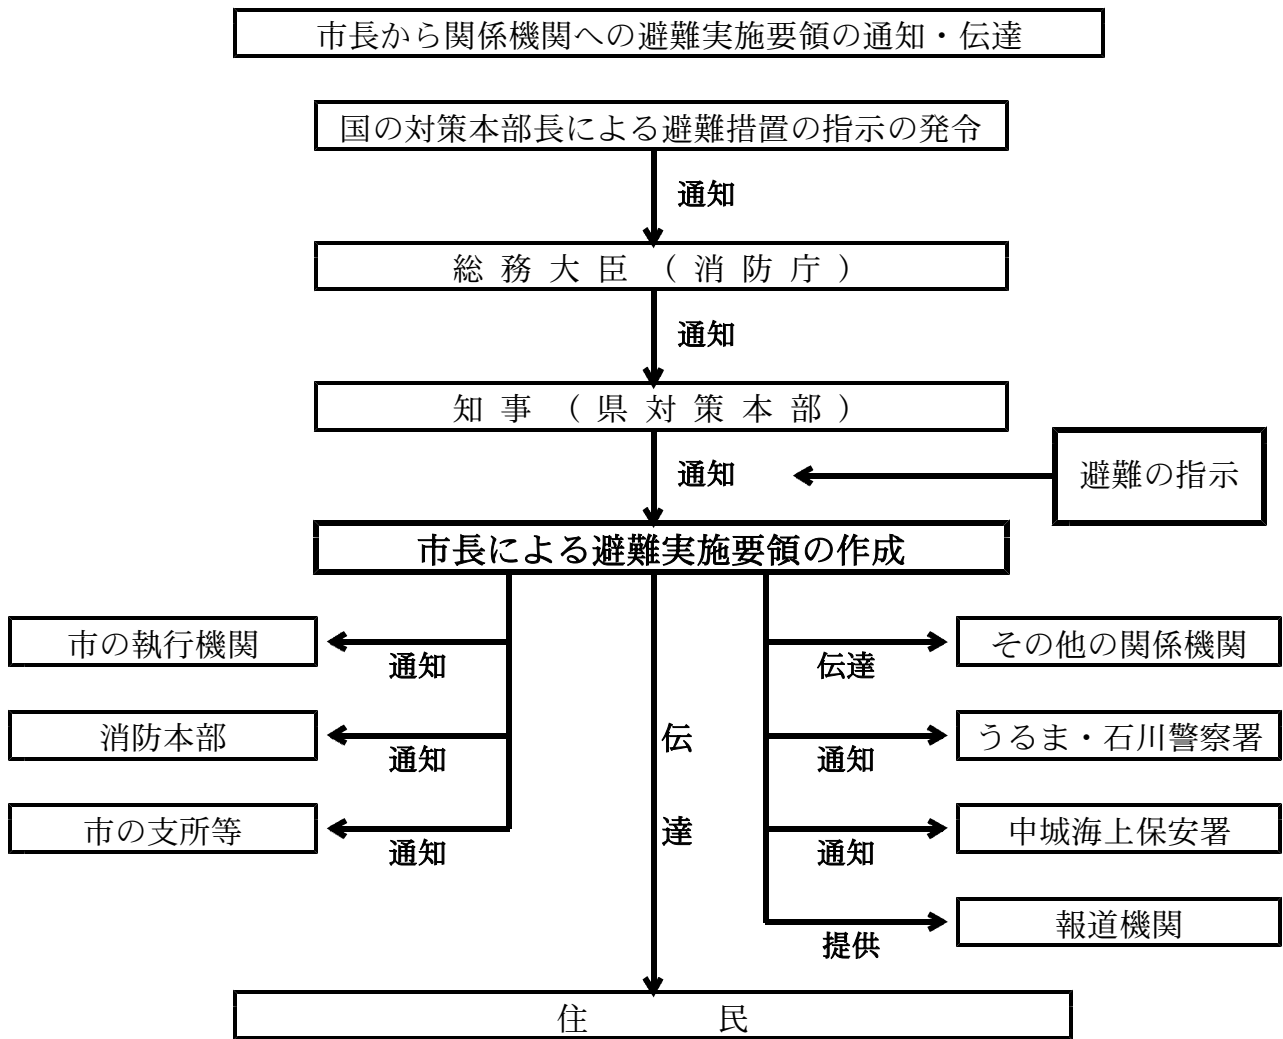 市長から関係機関への避難実施要領の通知・伝達
国の対策本部長による避難措置の指示の発令
通知
総務大臣（消防庁）
通知
知事（県対策本部）
通知
避難の指示
市長による避難実施要領の作成
市の執行機関
通知
消防本部
通知
市の支所等
通知
伝達
その他の関係機関
伝達
うるま・石川警察署
通知
中城海上保安署
通知
報道機関
提供
住民